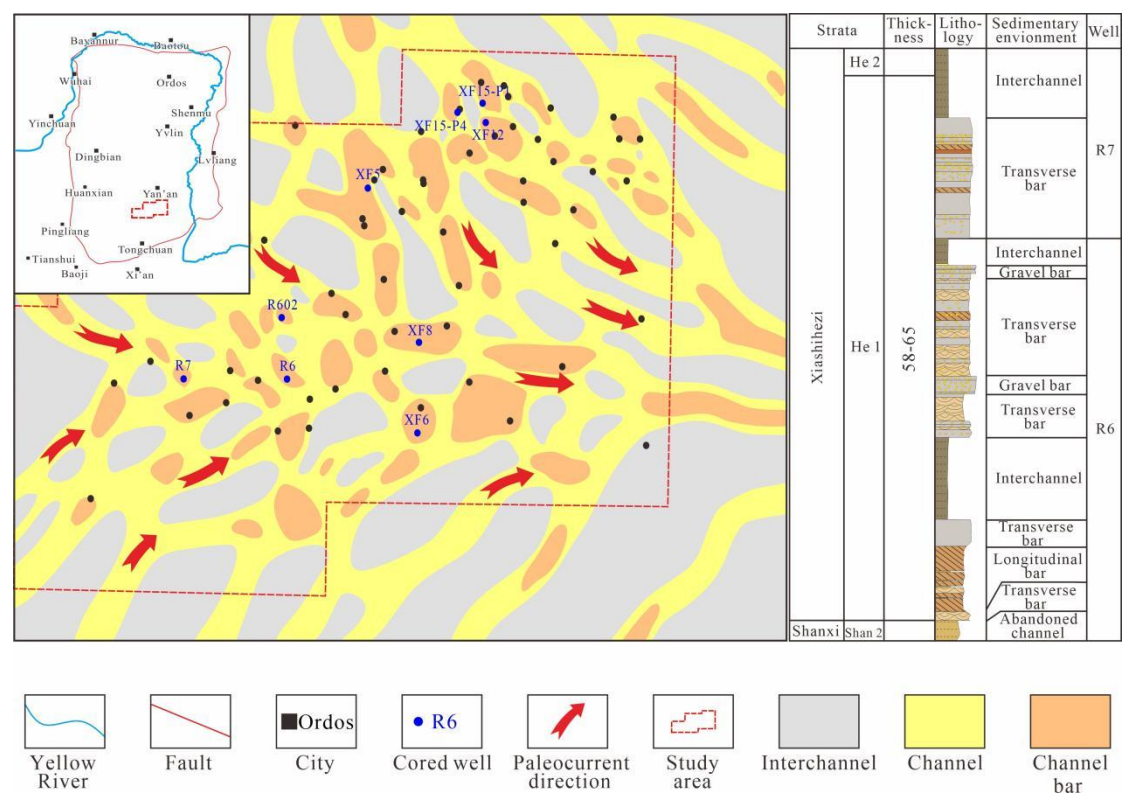 Bayannur
Baotou
Wuhai
Ordos
Shenmu
Yinchuan
Yvlin
Dingbian
Lvliang
Huanxian
Yan'an
Pingliang
Tongchuan
Tianshui
Baoji
Xi'an
XF15-P1
XF15-P4
XF12
XF5
R602
XF8
R7
R6
XF6
Strata
Thick-
ness
Litho-
logy
Sedimentary
envionment
Well
He 2
Interchannel
Transverse
bar
R7
Interchannel
Gravel bar
Transverse
bar
Xiashihezi
He 1
58-65
Gravel bar
Transverse
bar
R6
Interchannel
Transverse
bar
Longitudinal
bar
Transverse
bar
Abandoned
channel
Shanxi
Shan 2
Ordos
R6
Yellow
River
Fault
City
Cored well
Paleocurrent
direction
Study
area
Interchannel
Channel
Channel
bar